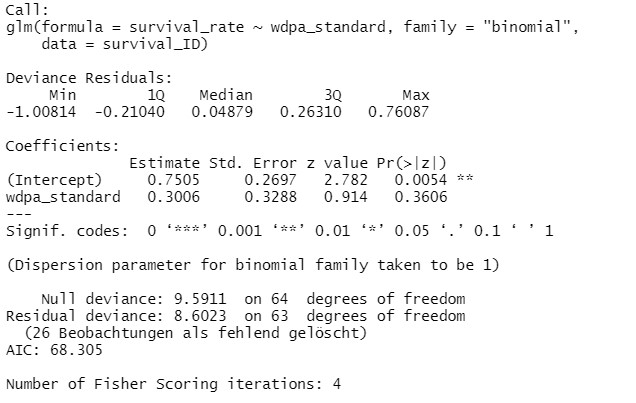 Call:
glm(formula = survival_rate ~ wdpa_standard, family = "binomial",
    data = survival_ID)

Deviance Residuals:
     Min        1Q    Median        3Q       Max
-1.00814  -0.21040   0.04879   0.26310   0.76087

Coefficients:
              Estimate Std. Error z value Pr(>|z|)
(Intercept)     0.7505     0.2697   2.782   0.0054 **
wdpa_standard   0.3006     0.3288   0.914   0.3606
---
Signif. codes:  0 ‘***’ 0.001 ‘**’ 0.01 ‘*’ 0.05 ‘.’ 0.1 ‘ ’ 1

(Dispersion parameter for binomial family taken to be 1)

    Null deviance: 9.5911  on 64  degrees of freedom
Residual deviance: 8.6023  on 63  degrees of freedom
  (26 Beobachtungen als fehlend gelöscht)
AIC: 68.305

Number of Fisher Scoring iterations: 4